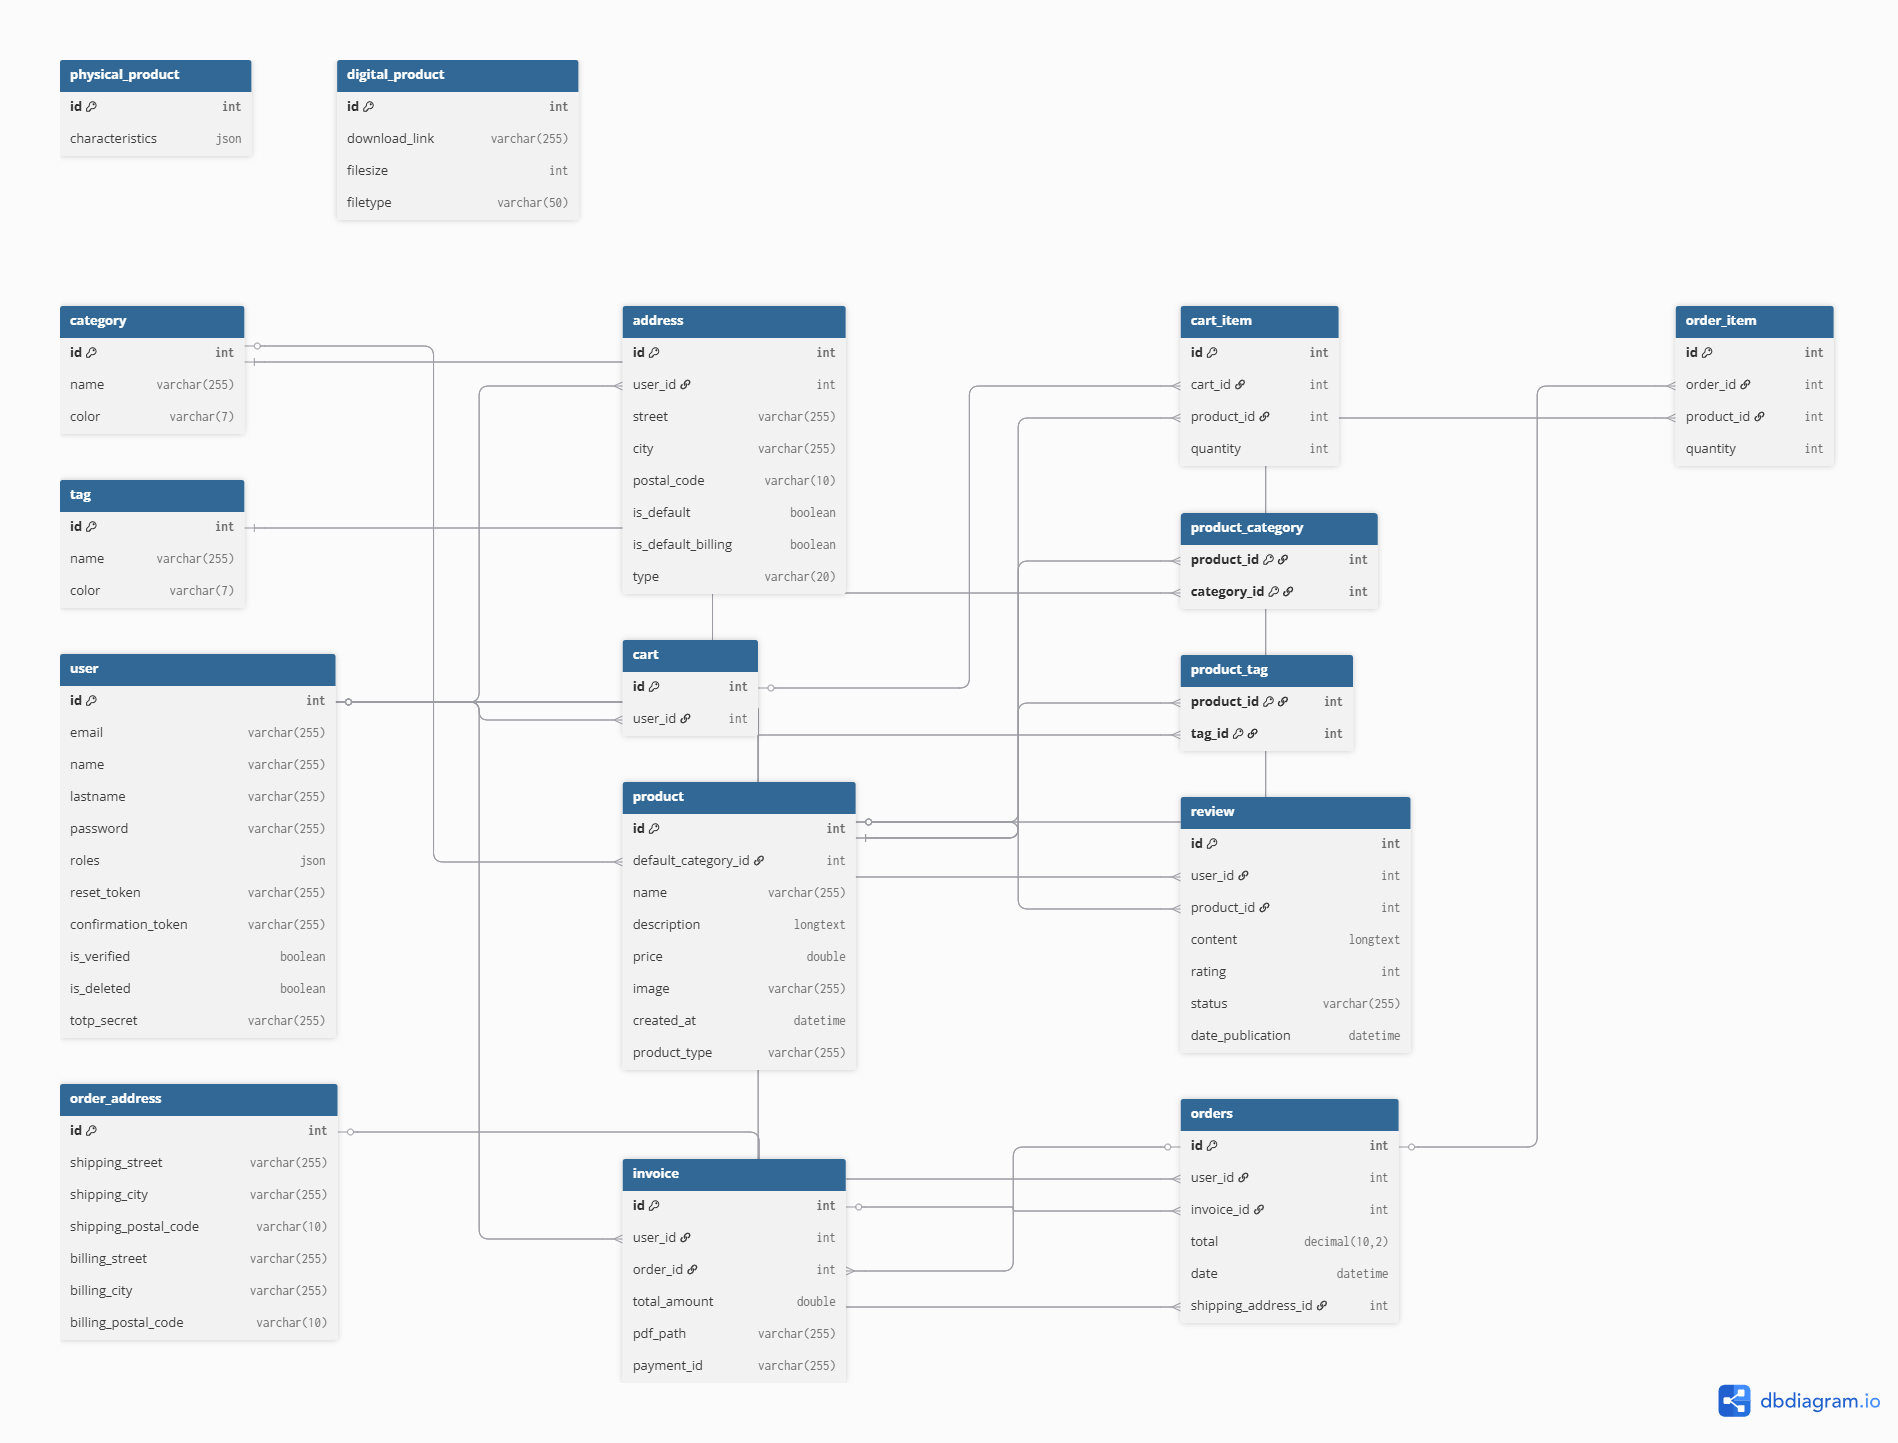 physical_product
id int
characteristics json
digital_product
id int
download_link varchar(255)
filesize int
filetype varchar(50)
category
id int
name varchar(255)
color varchar(7)
tag
id int
name varchar(255)
color varchar(7)
user
id int
email varchar(255)
name varchar(255)
lastname varchar(255)
password varchar(255)
roles json
reset_token varchar(255)
confirmation_token varchar(255)
is_verified boolean
is_deleted boolean
totp_secret varchar(255)
order_address
id int
shipping_street varchar(255)
shipping_city varchar(255)
shipping_postal_code varchar(10)
billing_street varchar(255)
billing_city varchar(255)
billing_postal_code varchar(10)
address
id int
user_id int
street varchar(255)
city varchar(255)
postal_code varchar(10)
is_default boolean
is_default_billing boolean
type varchar(20)
cart
id int
user_id int
product
id int
default_category_id int
name varchar(255)
description longtext
price double
image varchar(255)
created_at datetime
product_type varchar(255)
invoice
id int
user_id int
order_id int
total_amount double
pdf_path varchar(255)
payment_id varchar(255)
cart_item
id int
cart_id int
product_id int
quantity int
product_category
product_id int
category_id int
product_tag
product_id int
tag_id int
review
id int
user_id int
product_id int
content longtext
rating int
status varchar(255)
date_publication datetime
orders
id int
user_id int
invoice_id int
total decimal(10,2)
date datetime
shipping_address_id int
order_item
id int
order_id int
product_id int
quantity int
dbdiagram.io